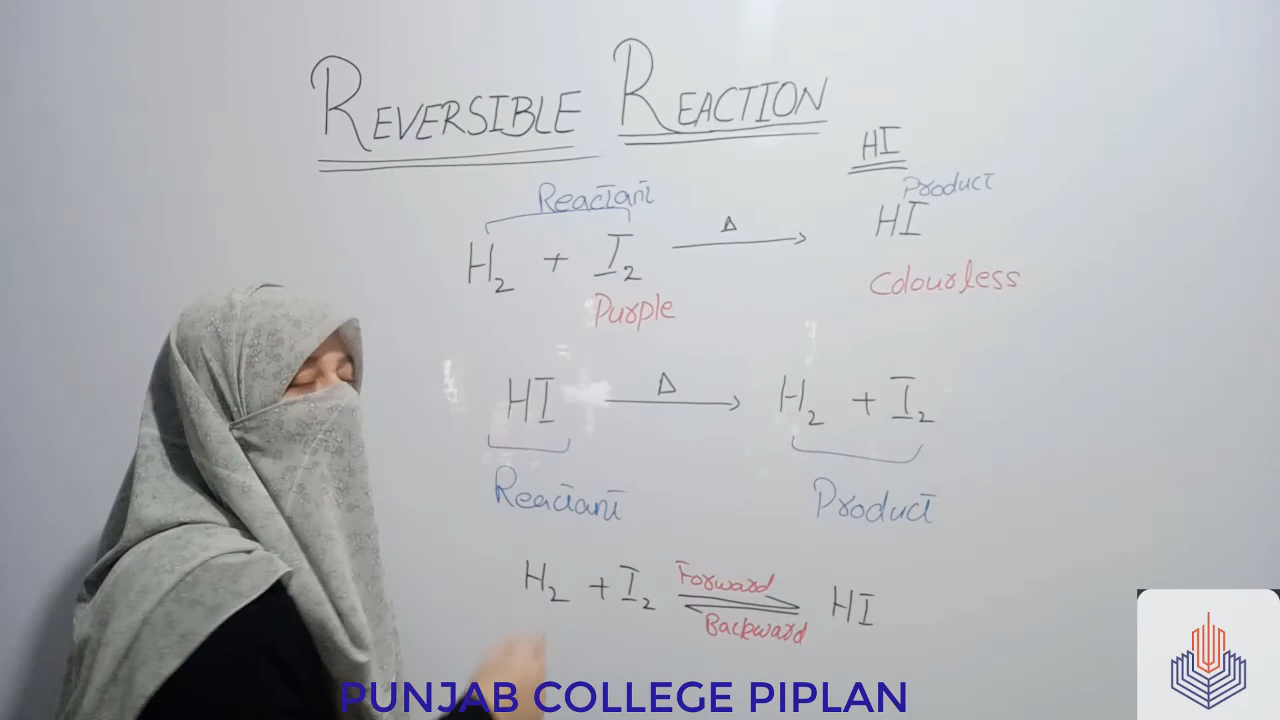 REVERSIBLE REACTION
HI
Reactant
Product
H₂ + I₂ —Δ→ HI
Purple
Colourless
HI —Δ→ H₂ + I₂
Reactant
Product
H₂ + I₂ ⇌ HI
Forward
Backward
PUNJAB COLLEGE PIPLAN